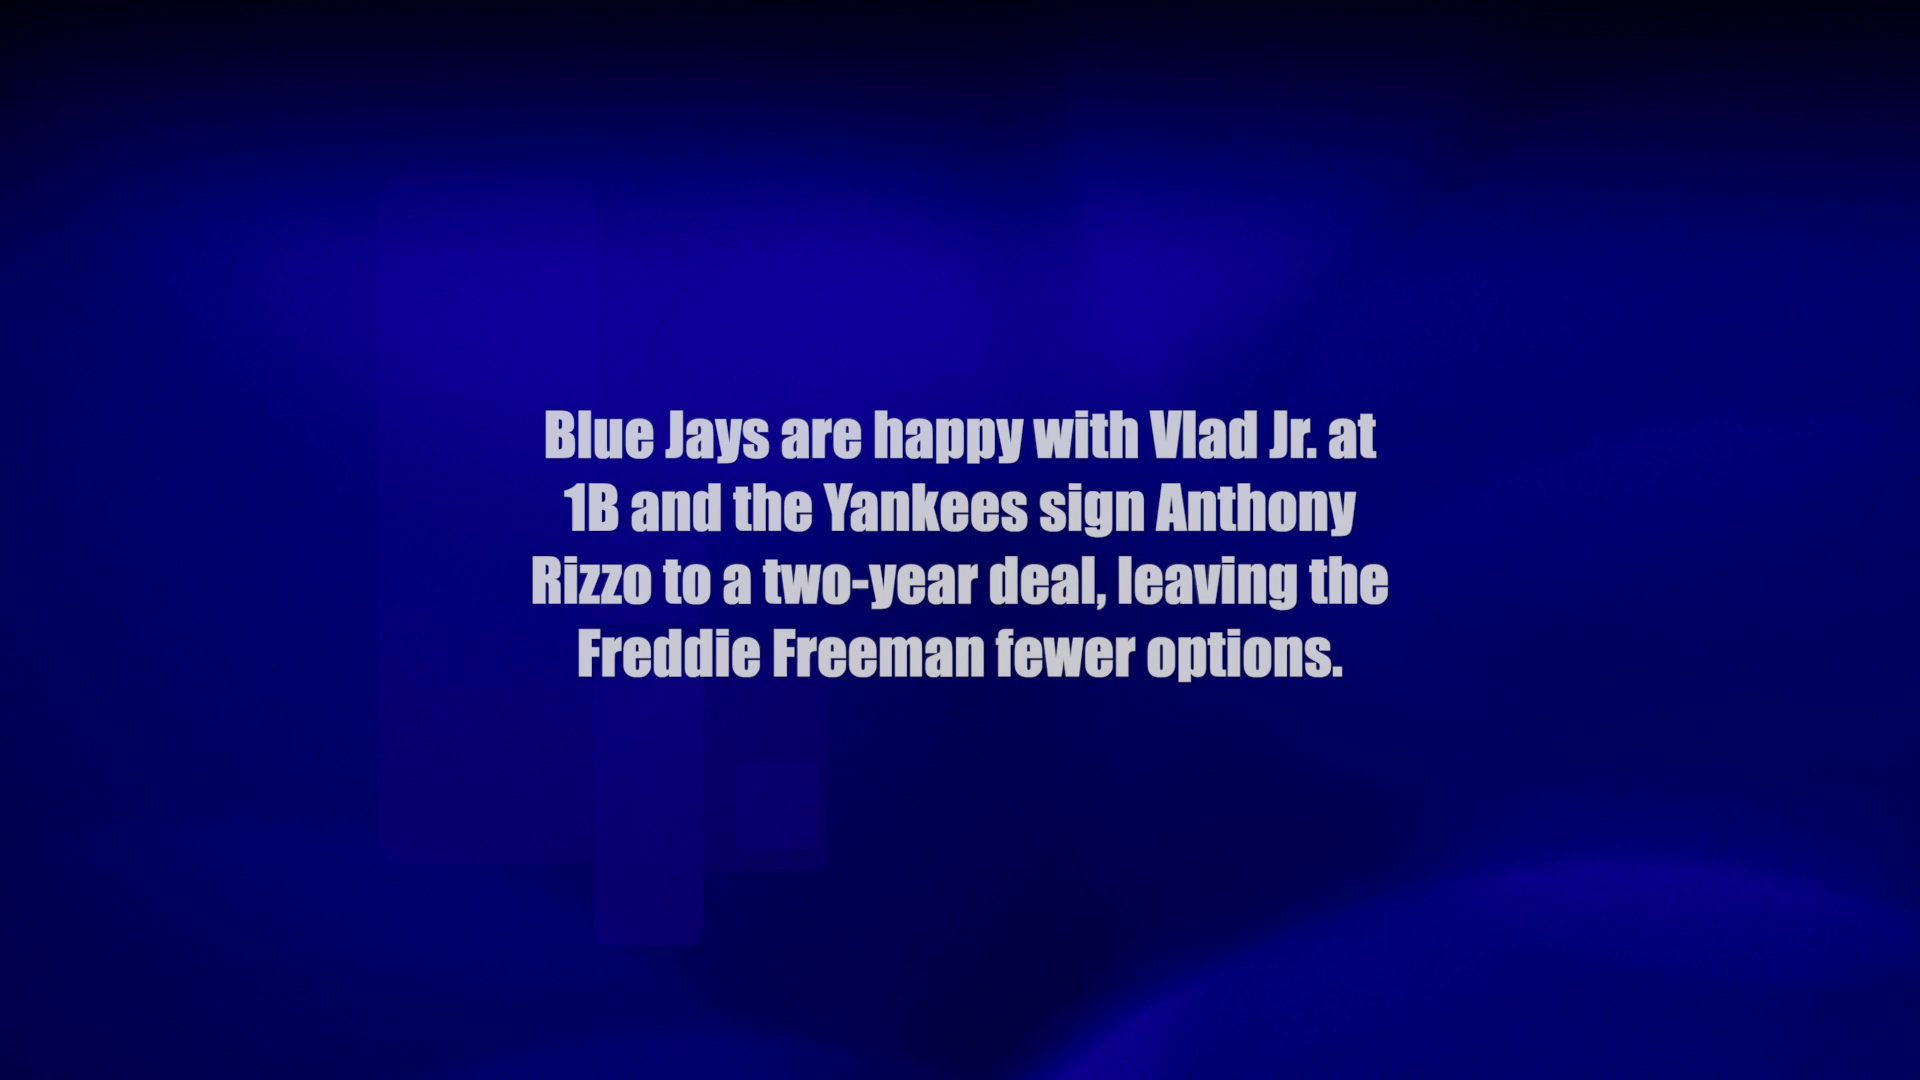 Blue Jays are happy with Vlad Jr. at
1B and the Yankees sign Anthony
Rizzo to a two-year deal, leaving the
Freddie Freeman fewer options.